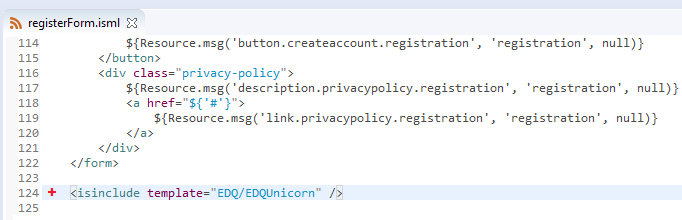 registerForm.isml
114 ${Resource.msg('button.createaccount.registration', 'registration', null)}
115 </button>
116 <div class="privacy-policy">
117 ${Resource.msg('description.privacypolicy.registration', 'registration', null)}
118 <a href="${'#'}">
119 ${Resource.msg('link.privacypolicy.registration', 'registration', null)}
120 </a>
121 </div>
122 </form>
123
124 <isinclude template="EDQ/EDQUnicorn" />
125